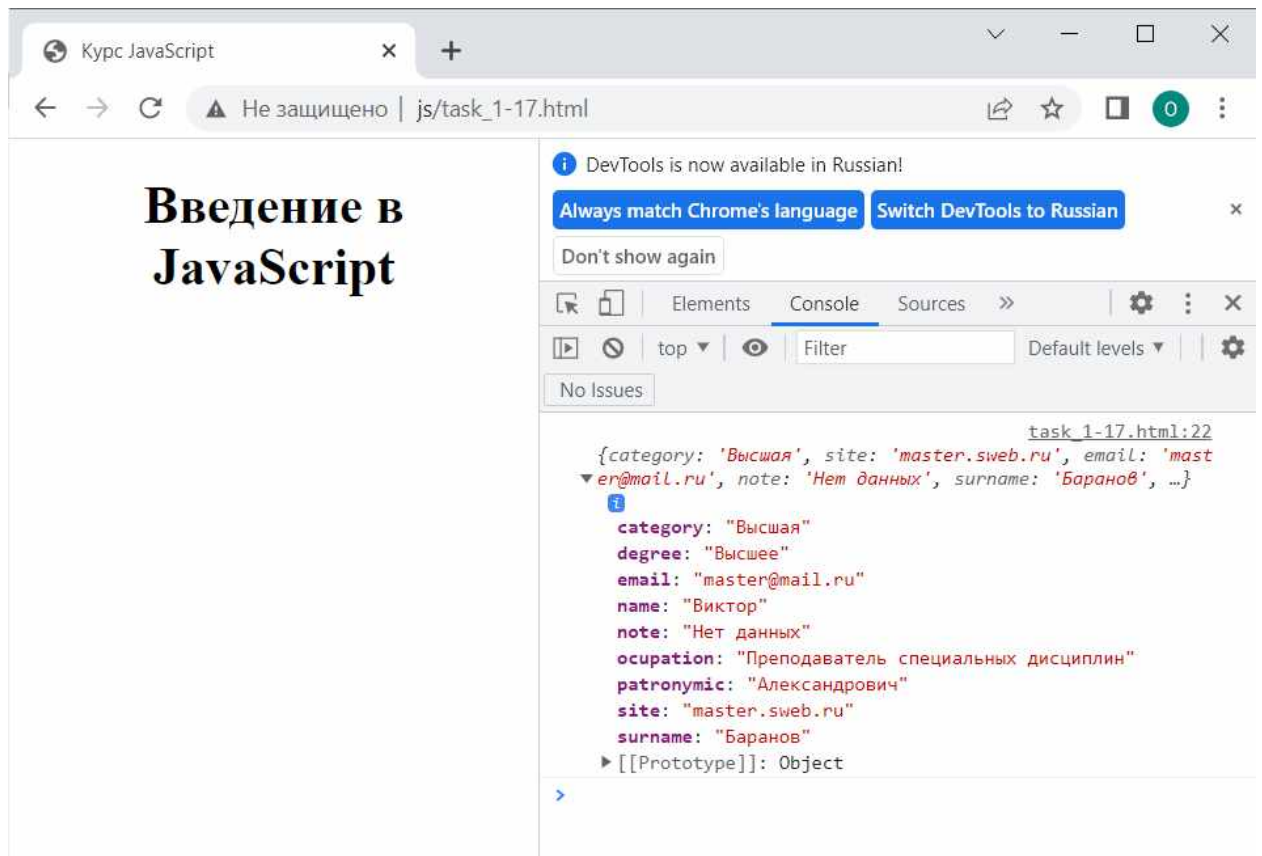 Курс JavaScript
Не защищено | js/task_1-17.html
O
Введение в
JavaScript
DevTools is now available in Russian!
Always match Chrome's language Switch DevTools to Russian
Don't show again
Elements Console Sources »
top Filter Default levels
No Issues
task_1-17.html:22
{category: 'Высшая', site: 'master.sweb.ru', email: 'mast
er@mail.ru', note: 'Нет данных', surname: 'Баранов', …}
i
category: "Высшая"
degree: "Высшее"
email: "master@mail.ru"
name: "Виктор"
note: "Нет данных"
ocupation: "Преподаватель специальных дисциплин"
patronymic: "Александрович"
site: "master.sweb.ru"
surname: "Баранов"
[[Prototype]]: Object